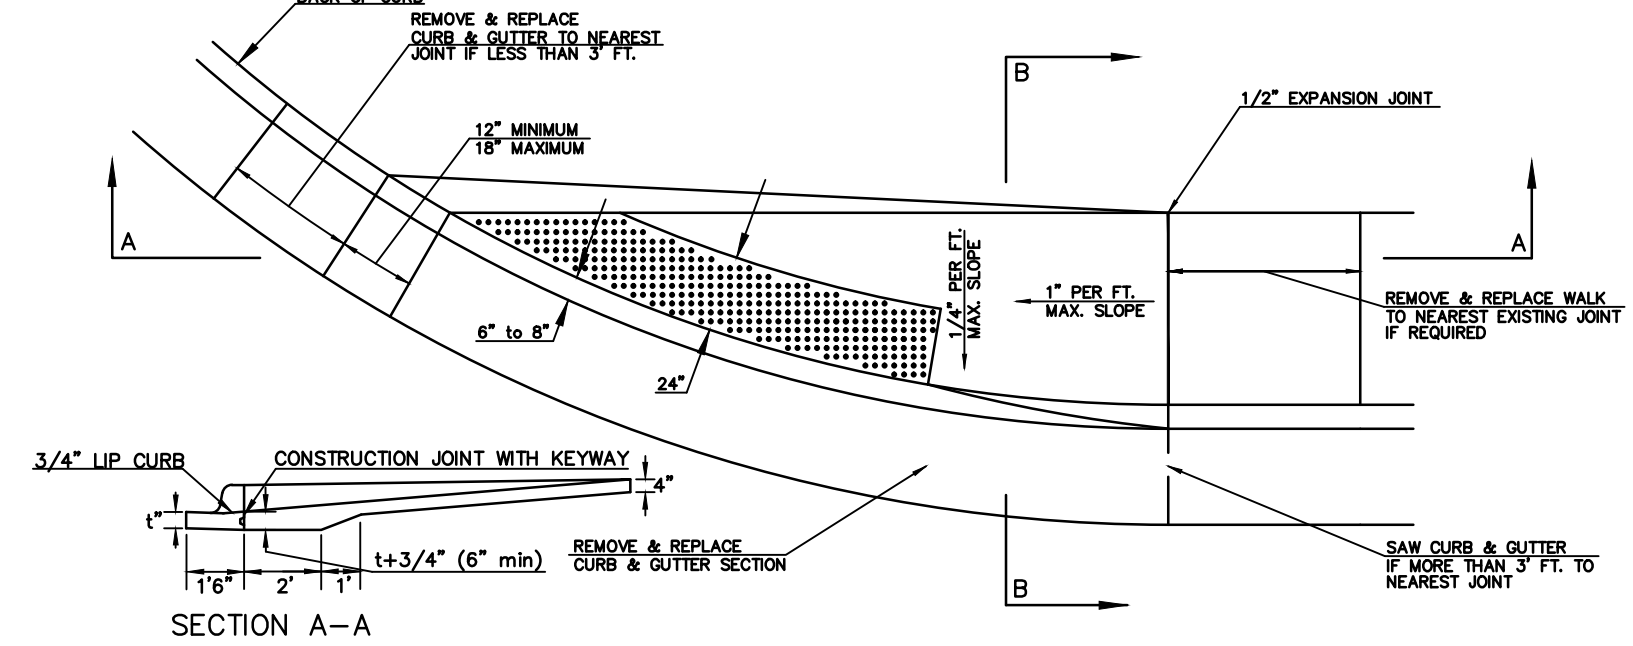 BACK OF CURB
REMOVE & REPLACE
CURB & GUTTER TO NEAREST
JOINT IF LESS THAN 3' FT.
12" MINIMUM
18" MAXIMUM
B
1/2" EXPANSION JOINT
A
A
1/4" PER FT.
MAX. SLOPE
1" PER FT.
MAX. SLOPE
REMOVE & REPLACE WALK
TO NEAREST EXISTING JOINT
IF REQUIRED
6" to 8"
24"
3/4" LIP CURB
CONSTRUCTION JOINT WITH KEYWAY
4"
t"
t+3/4" (6" min)
1'6"
2'
1'
REMOVE & REPLACE
CURB & GUTTER SECTION
SAW CURB & GUTTER
IF MORE THAN 3' FT. TO
NEAREST JOINT
B
SECTION A-A